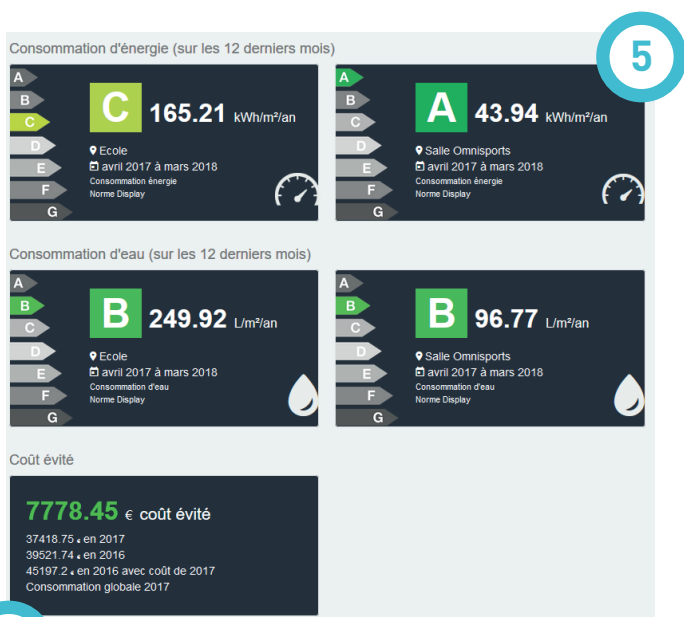 5
Consommation d'énergie (sur les 12 derniers mois)
A
B
C
D
E
F
G
C 165.21 kWh/m²/an
Ecole
avril 2017 à mars 2018
Consommation énergie
Norme Display
A
B
C
D
E
F
G
A 43.94 kWh/m²/an
Salle Omnisports
avril 2017 à mars 2018
Consommation énergie
Norme Display
Consommation d'eau (sur les 12 derniers mois)
A
B
C
D
E
F
G
B 249.92 L/m²/an
Ecole
avril 2017 à mars 2018
Consommation d'eau
Norme Display
A
B
C
D
E
F
G
B 96.77 L/m²/an
Salle Omnisports
avril 2017 à mars 2018
Consommation d'eau
Norme Display
Coût évité
7778.45 € coût évité
37418.75 € en 2017
39521.74 € en 2016
45197.2 € en 2016 avec coût de 2017
Consommation globale 2017